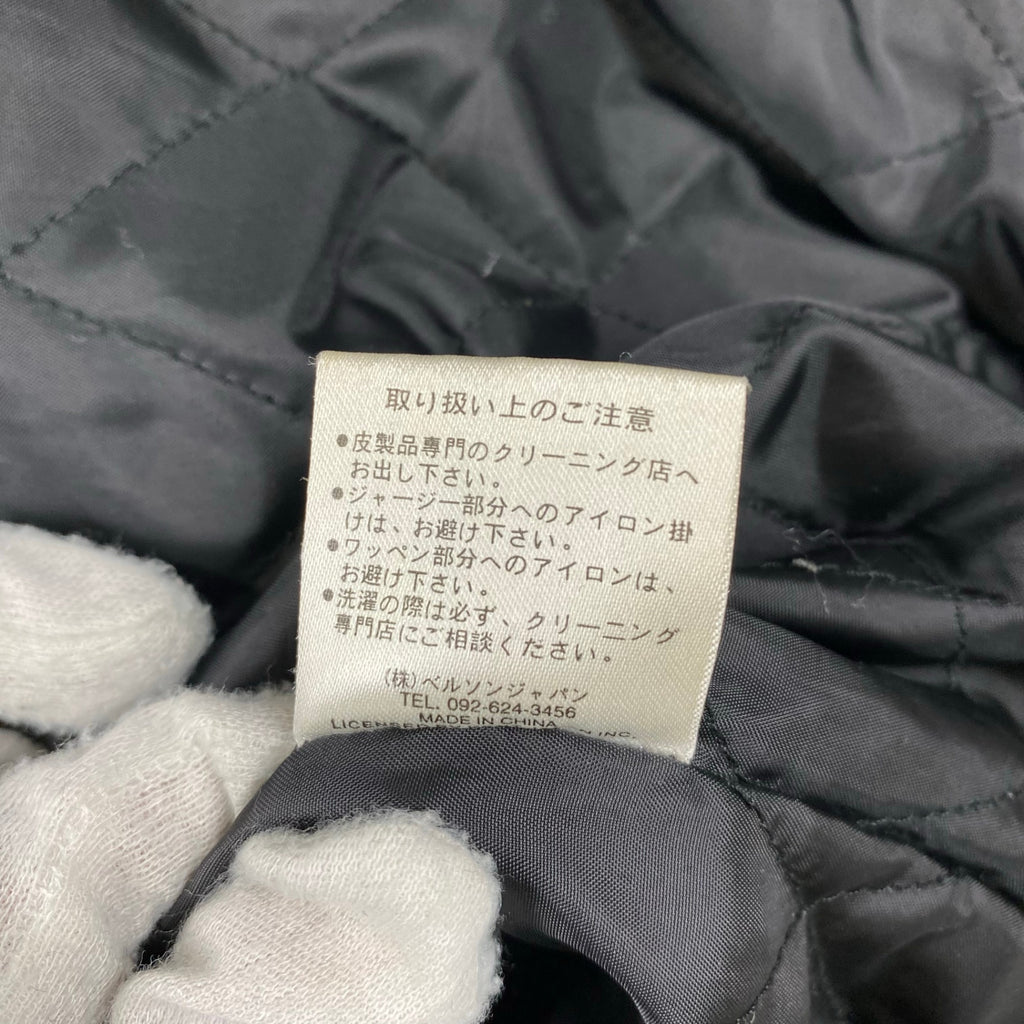 取り扱い上のご注意
●皮製品専門のクリーニング店へ
お出し下さい。
●ジャージー部分へのアイロン掛
けは、お避け下さい。
●ワッペン部分へのアイロンは、
お避け下さい。
●洗濯の際は必ず、クリーニング
専門店にご相談ください。
(株)ベルソンジャパン
TEL. 092-624-3456
MADE IN CHINA
LICENSED INC.